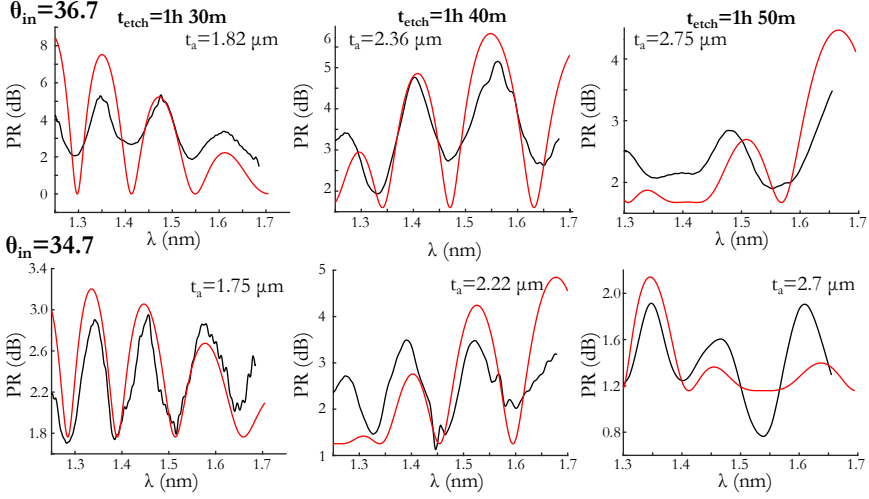 θin=36.7
tetch=1h 30m
tetch=1h 40m
tetch=1h 50m
ta=1.82 μm
ta=2.36 μm
ta=2.75 μm
PR (dB)
8
6
4
2
0
1.3
1.4
1.5
1.6
1.7
λ (nm)
PR (dB)
6
5
4
3
2
1.3
1.4
1.5
1.6
1.7
λ (nm)
PR (dB)
4
3
2
1.3
1.4
1.5
1.6
1.7
λ (nm)
θin=34.7
ta=1.75 μm
ta=2.22 μm
ta=2.7 μm
PR (dB)
3.4
3.0
2.6
2.2
1.8
1.3
1.4
1.5
1.6
1.7
λ (nm)
PR (dB)
5
4
3
2
1
1.3
1.4
1.5
1.6
1.7
λ (nm)
PR (dB)
2.0
1.6
1.2
0.8
1.3
1.4
1.5
1.6
1.7
λ (nm)